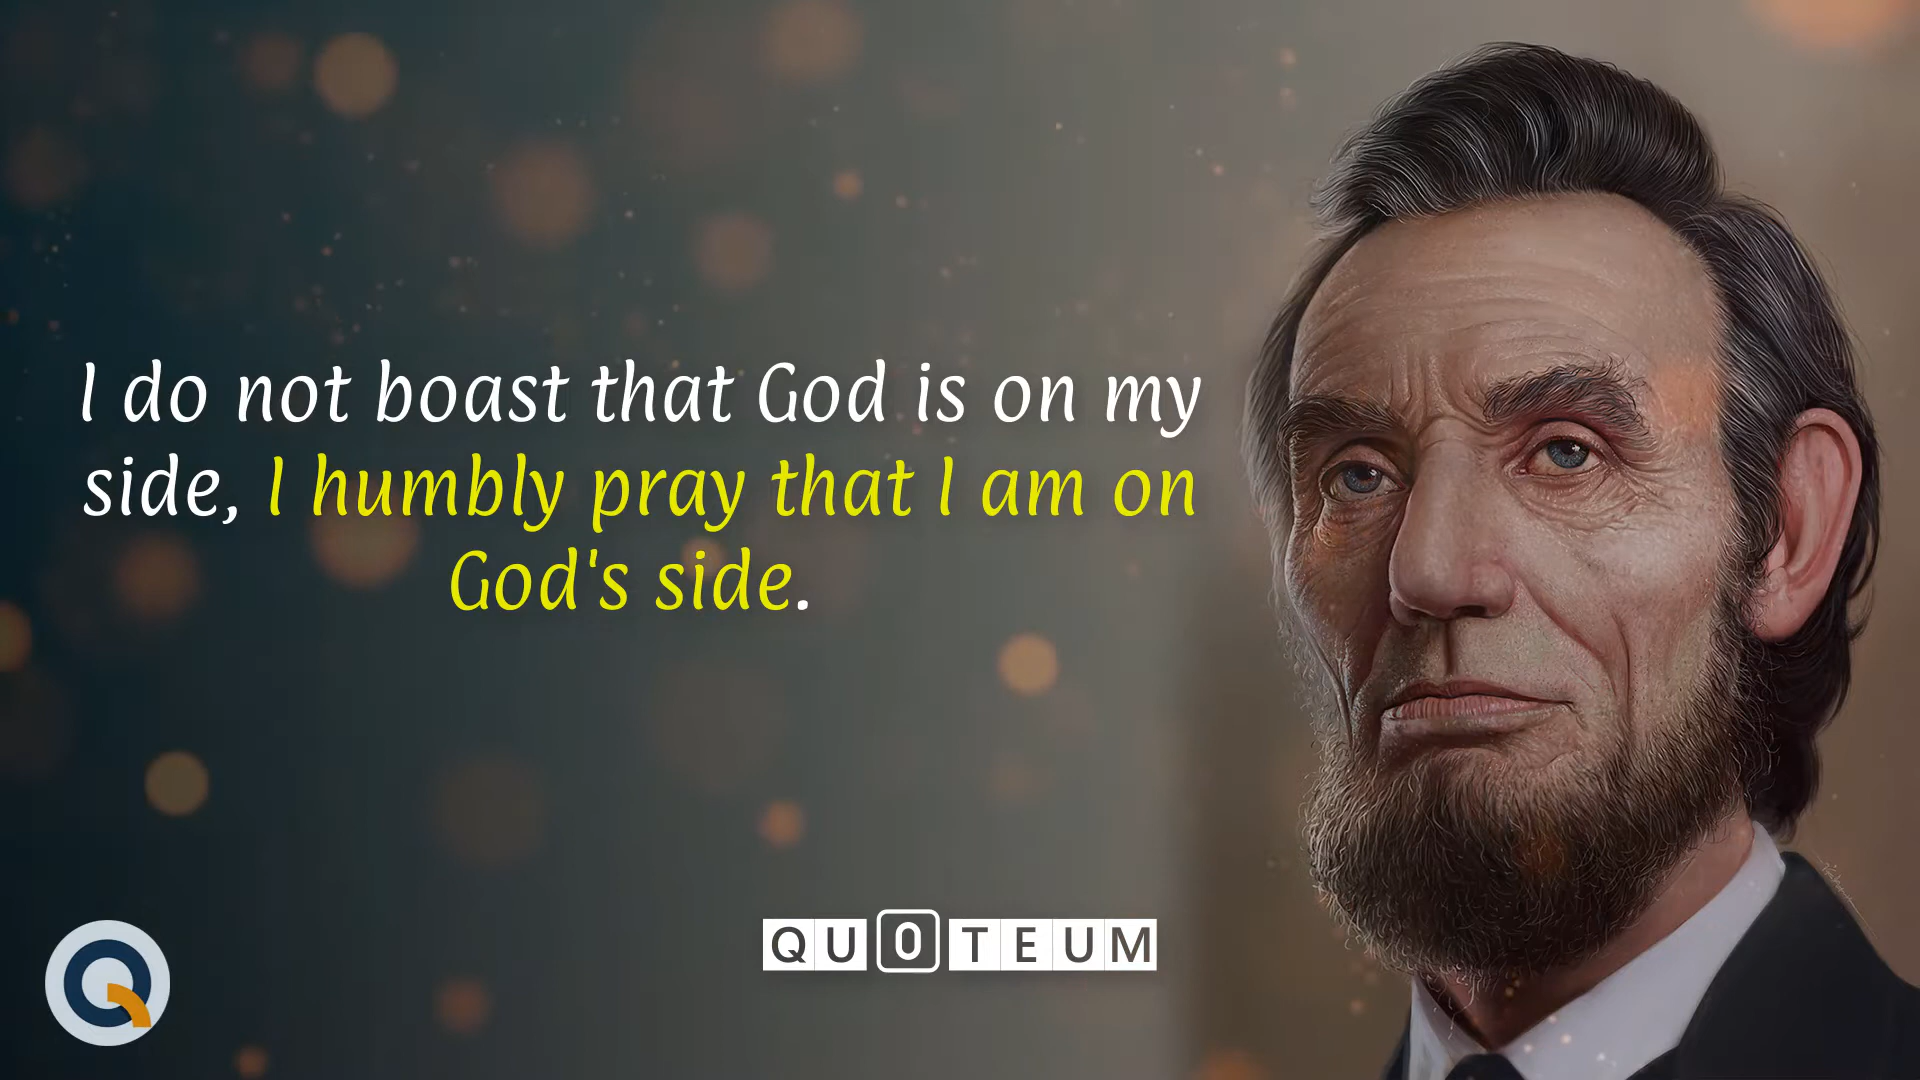 I do not boast that God is on my
side, I humbly pray that I am on
God's side.
QUOTEUM